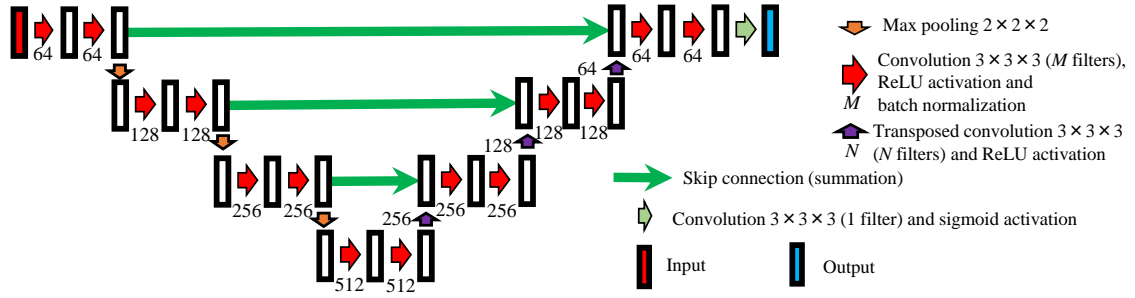 64 64
64 64 64
128 128
128 128 128
256 256
256 256 256
512 512
Max pooling 2×2×2
Convolution 3×3×3 (M filters),
ReLU activation and
M batch normalization
Transposed convolution 3×3×3
N (N filters) and ReLU activation
Skip connection (summation)
Convolution 3×3×3 (1 filter) and sigmoid activation
Input Output